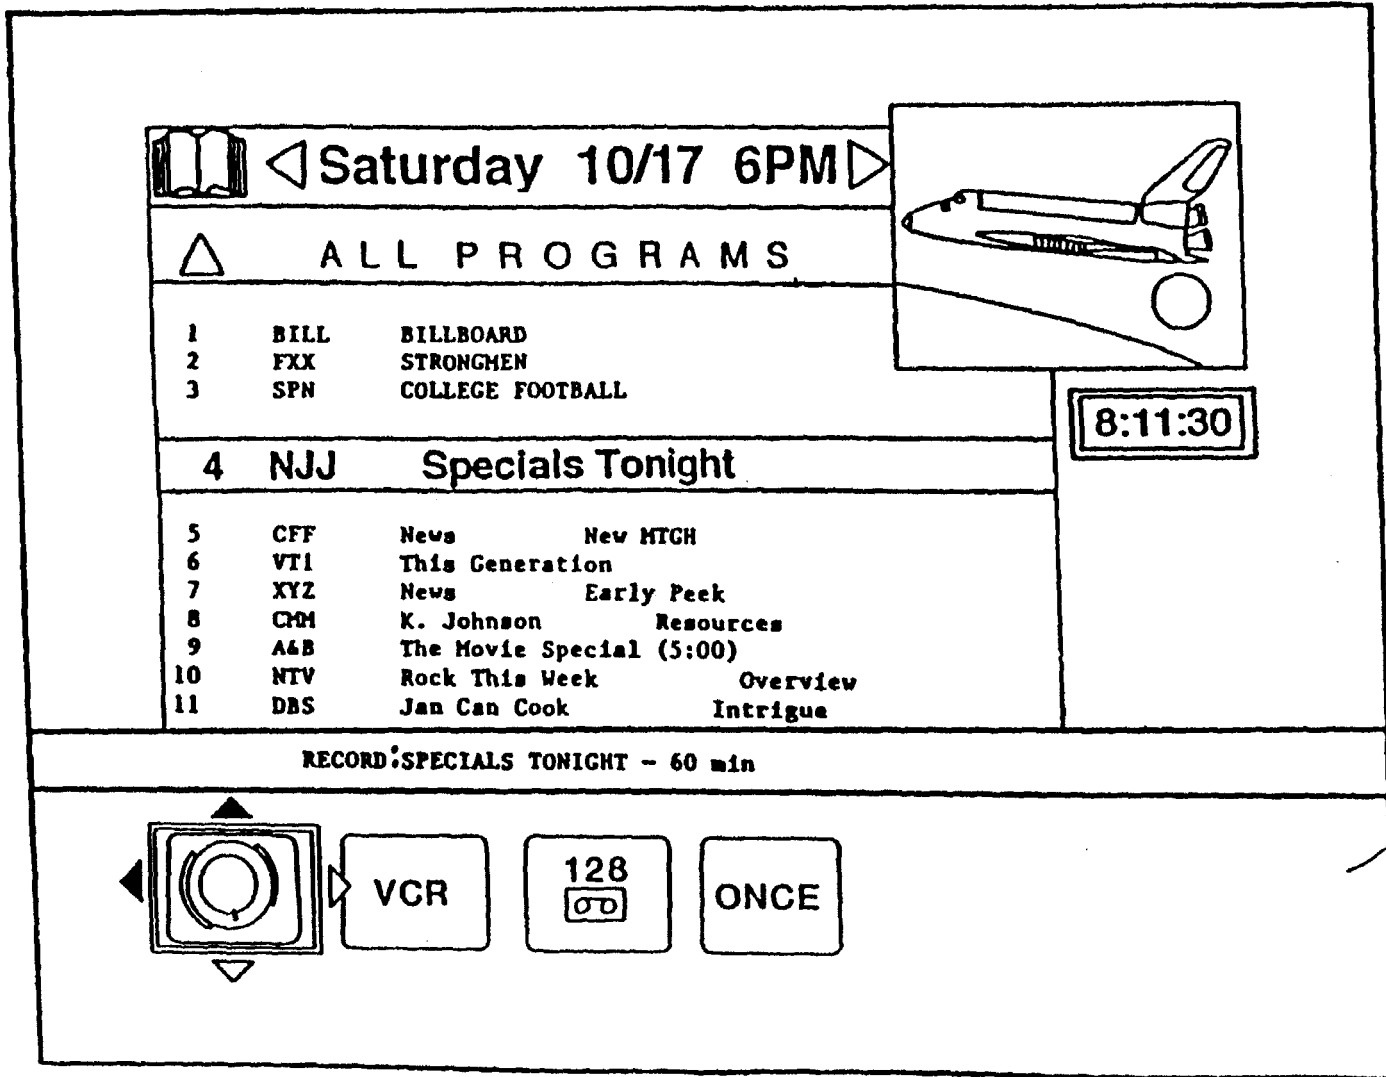 Saturday 10/17 6PM
ALL PROGRAMS
1 BILL BILLBOARD
2 FXX STRONGMEN
3 SPN COLLEGE FOOTBALL
8:11:30
4 NJJ Specials Tonight
5 CFF News New MTGH
6 VT1 This Generation
7 XYZ News Early Peek
8 CMM K. Johnson Resources
9 A&B The Movie Special (5:00)
10 NTV Rock This Week Overview
11 DBS Jan Can Cook Intrigue
RECORD:SPECIALS TONIGHT - 60 min
VCR 128 ONCE